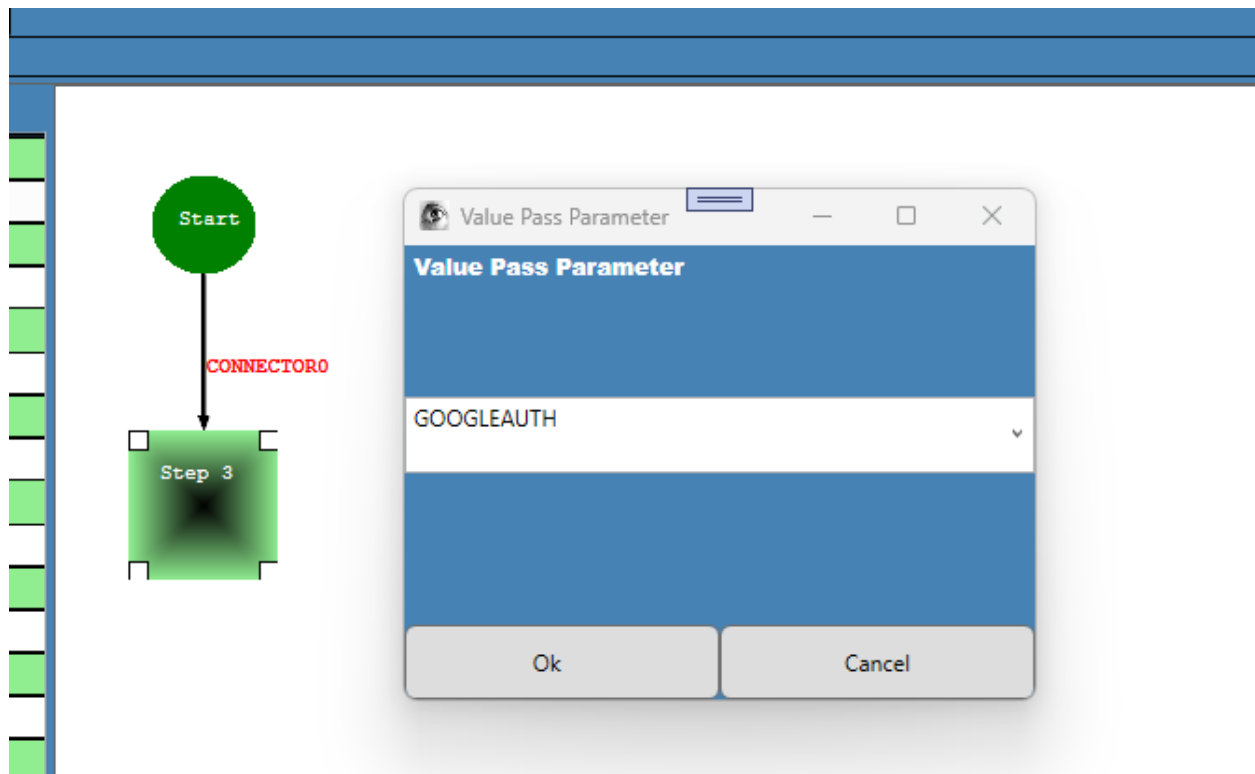 Start
CONNECTOR0
Step 3
Value Pass Parameter
Value Pass Parameter
GOOGLEAUTH
Ok
Cancel